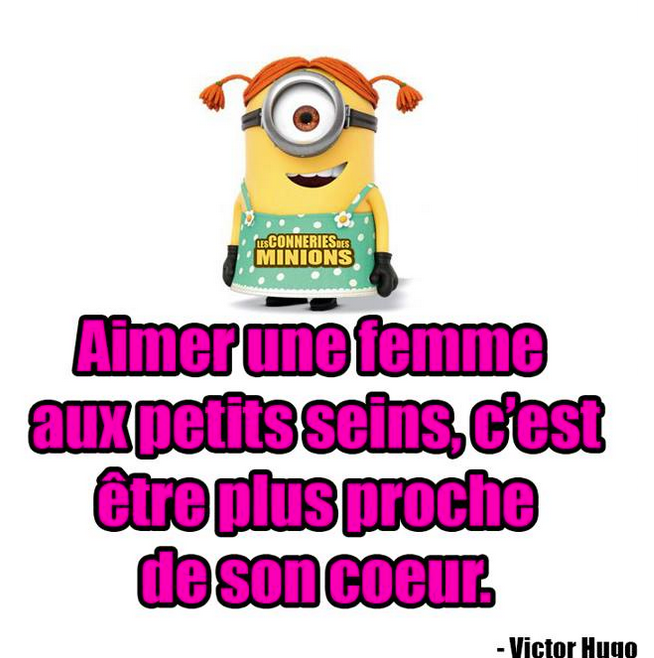 LES CONNERIES DES
MINIONS
Aimer une femme
aux petits seins, c’est
être plus proche
de son coeur.
- Victor Hugo